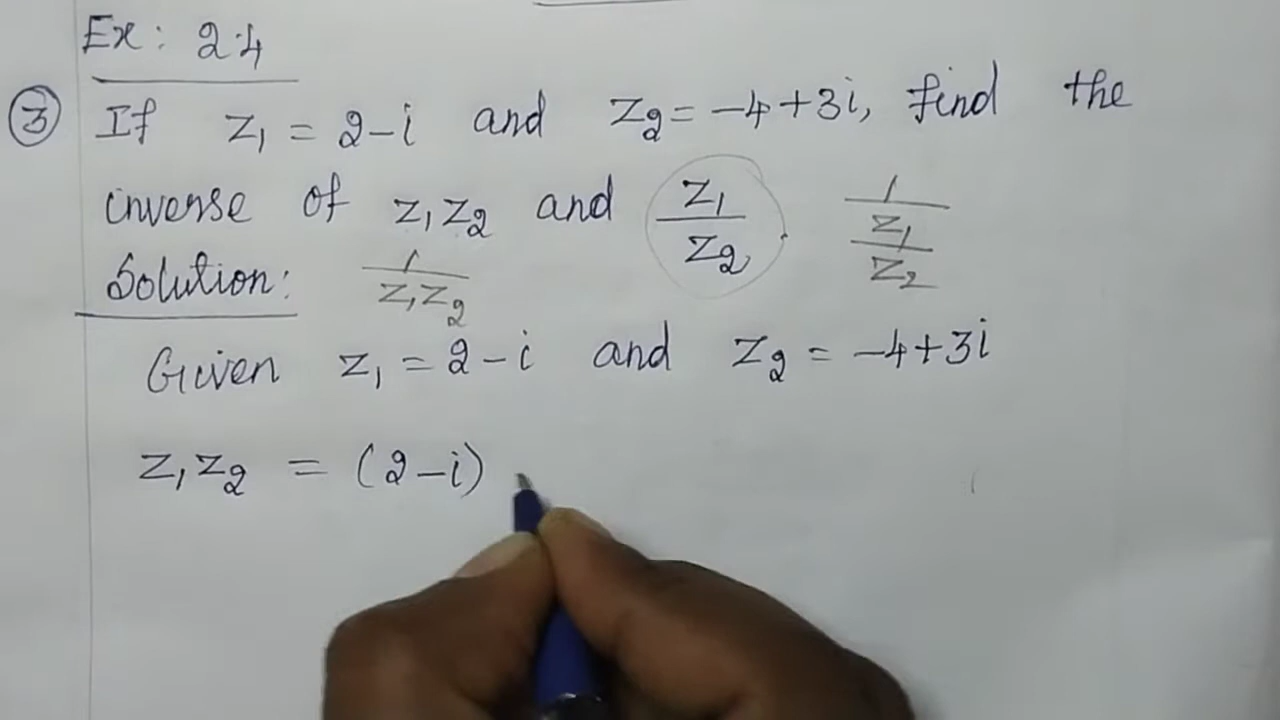 Ex: 2.4
③ If z₁ = 2-i and z₂ = -4+3i, find the
inverse of z₁z₂ and z₁/z₂. 1/(z₁/z₂)
Solution: 1/(z₁z₂)
Given z₁ = 2-i and z₂ = -4+3i
z₁z₂ = (2-i)